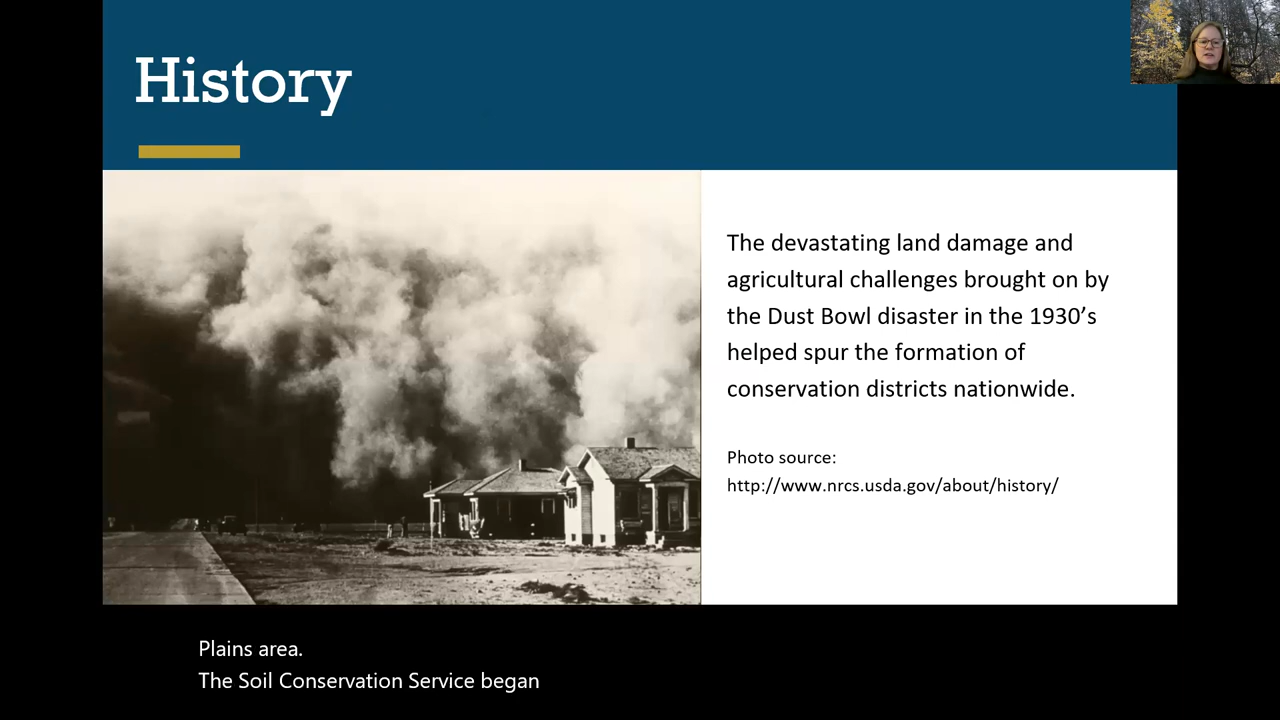 History
The devastating land damage and
agricultural challenges brought on by
the Dust Bowl disaster in the 1930’s
helped spur the formation of
conservation districts nationwide.
Photo source:
http://www.nrcs.usda.gov/about/history/
Plains area.
The Soil Conservation Service began